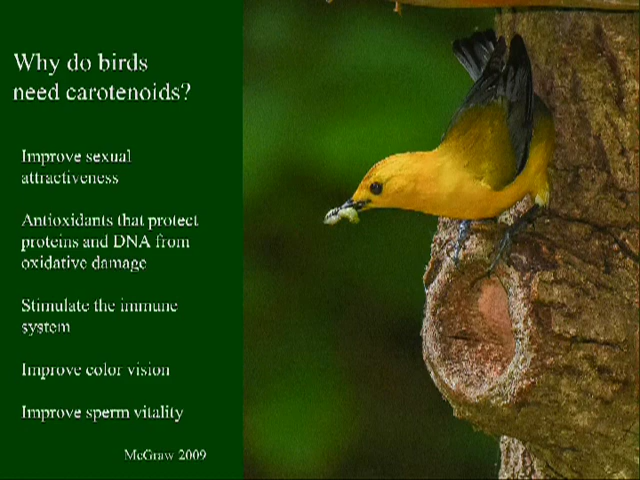 Why do birds
need carotenoids?
Improve sexual
attractiveness
Antioxidants that protect
proteins and DNA from
oxidative damage
Stimulate the immune
system
Improve color vision
Improve sperm vitality
McGraw 2009